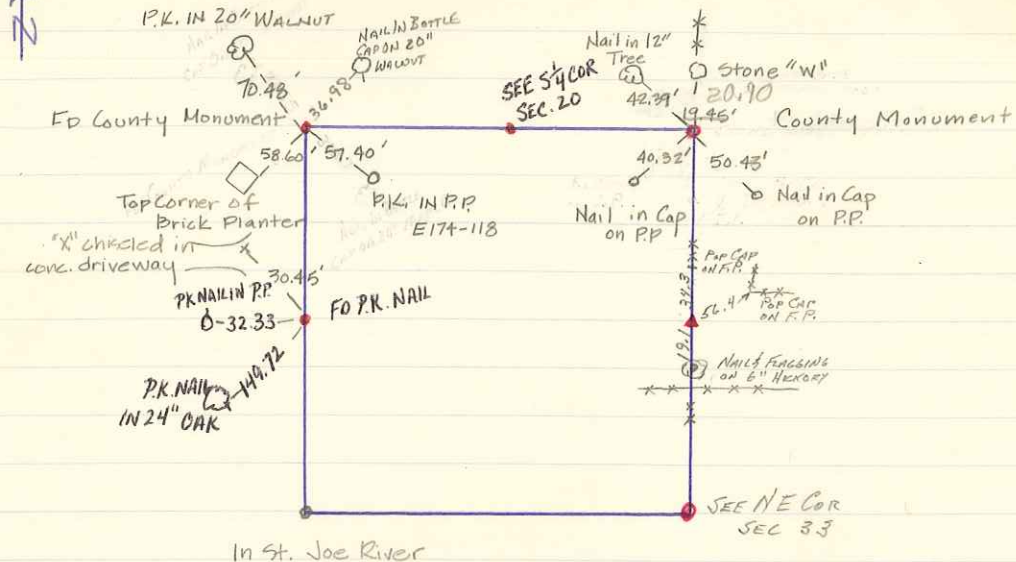 N
P.K. IN 20" WALNUT
NAIL IN BOTTLE
CAP ON 20"
WALNUT
70.48'
36.98
FD County Monument
58.60'
57.40'
Top Corner of
Brick Planter
P.K. IN P.P.
E174-118
"X" chiseled in
conc. driveway
30.45'
PK NAIL IN P.P.
32.33
FD P.K. NAIL
149.72
P.K. NAIL
IN 24" OAK
SEE S 1/4 COR
SEC. 20
Nail in 12"
Tree
42.39'
Stone "W"
20.90
19.45'
County Monument
40.32'
50.43'
Nail in Cap
on P.P
Nail in Cap
on P.P.
POP CAP
ON F.P.
34.3
56.4
POP CAP
ON F.P.
19.1
NAIL & FLAGGING
ON 6" HICKORY
SEE NE COR
SEC 33
In St. Joe River